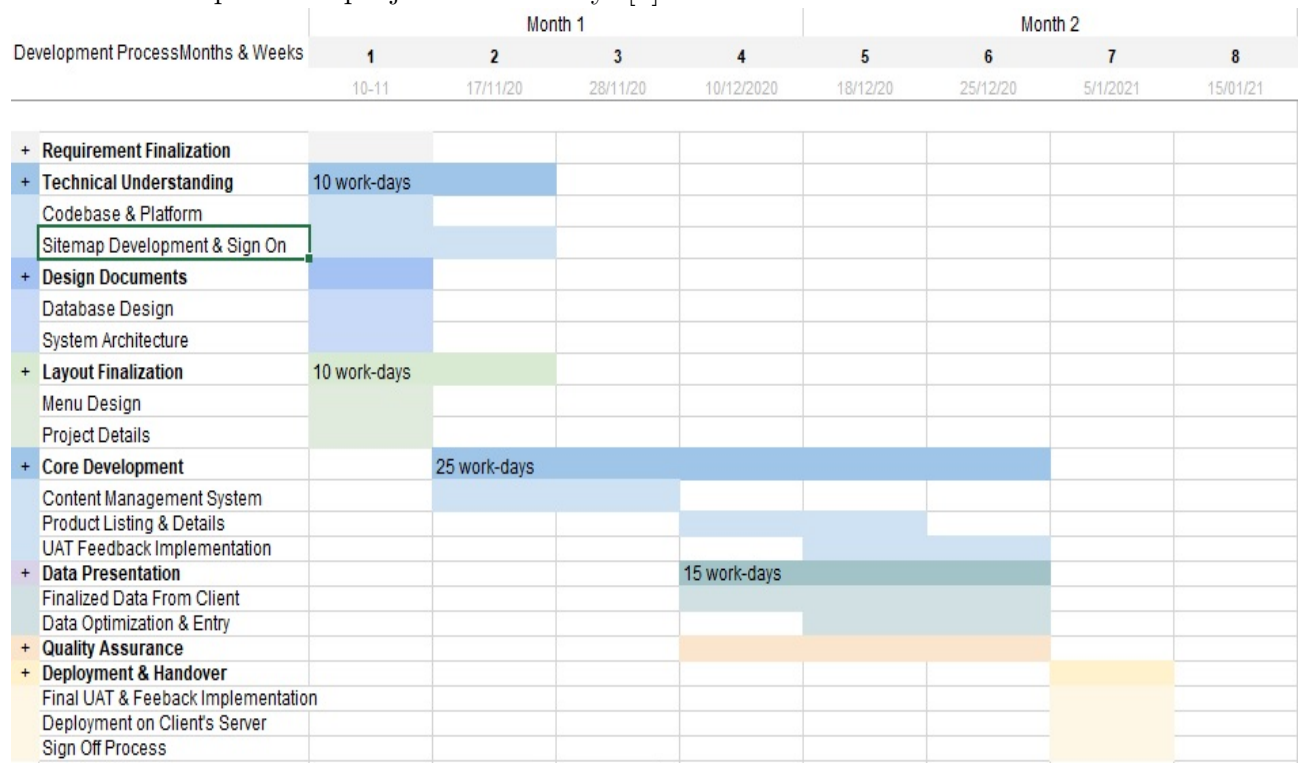 Month 1 Month 2
Development ProcessMonths & Weeks 1 2 3 4 5 6 7 8
10-11 17/11/20 28/11/20 10/12/2020 18/12/20 25/12/20 5/1/2021 15/01/21
+ Requirement Finalization
+ Technical Understanding 10 work-days
Codebase & Platform
Sitemap Development & Sign On
+ Design Documents
Database Design
System Architecture
+ Layout Finalization 10 work-days
Menu Design
Project Details
+ Core Development 25 work-days
Content Management System
Product Listing & Details
UAT Feedback Implementation
+ Data Presentation 15 work-days
Finalized Data From Client
Data Optimization & Entry
+ Quality Assurance
+ Deployment & Handover
Final UAT & Feeback Implementation
Deployment on Client's Server
Sign Off Process